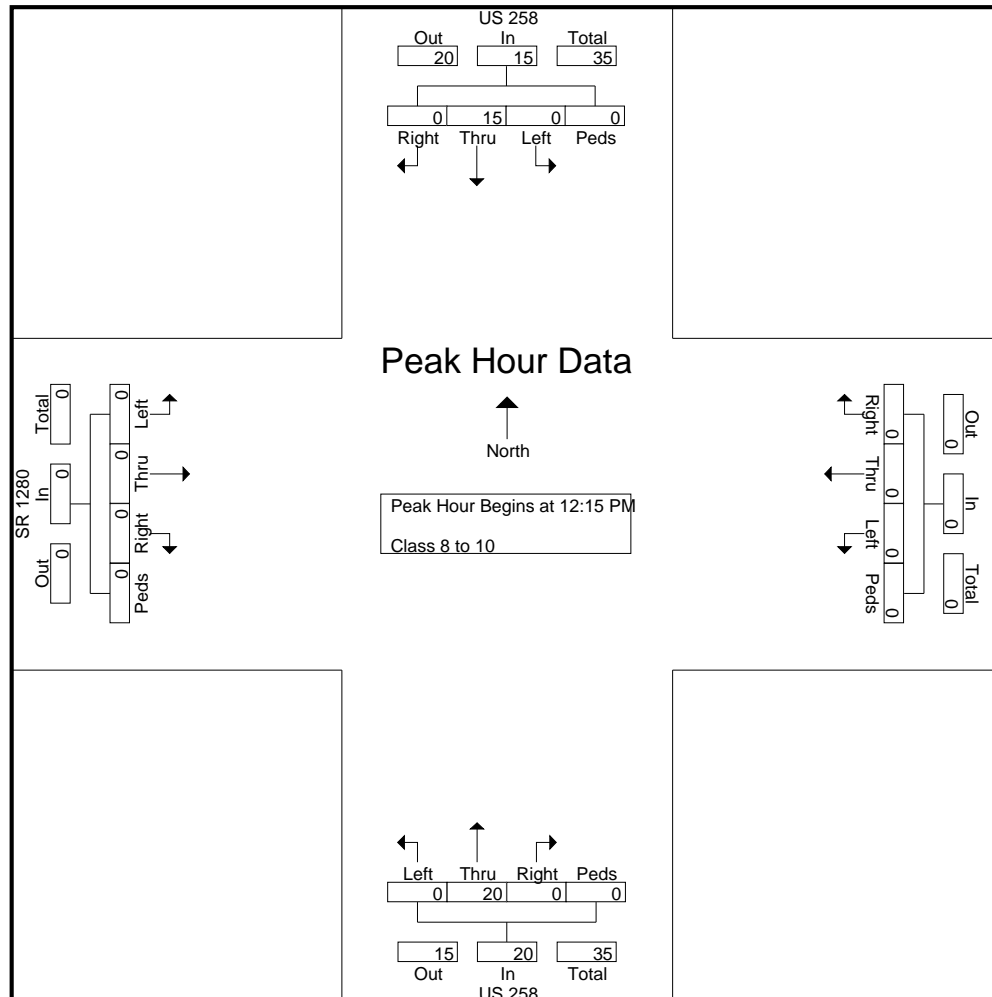 US 258
Out In Total
20 15 35
0 15 0 0
Right Thru Left Peds
Peak Hour Data
North
Peak Hour Begins at 12:15 PM
Class 8 to 10
SR 1280
Total In Out
0 0 0
0 0 0 0
Left Thru Right Peds
Right Thru Left Peds
0 0 0 0
Out In Total
0 0 0
Left Thru Right Peds
0 20 0 0
15 20 35
Out In Total
US 258